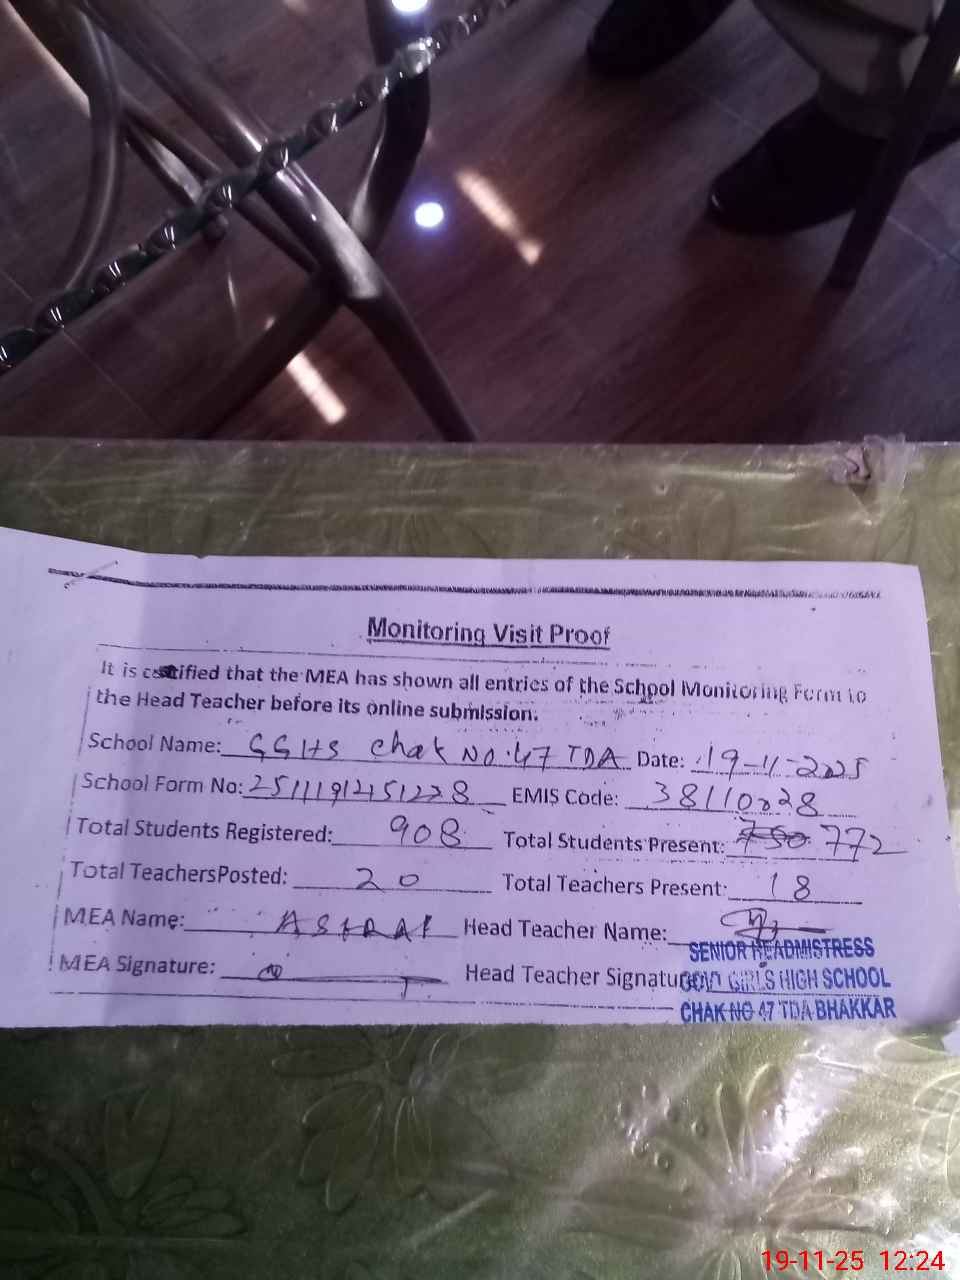 Monitoring Visit Proof
It is certified that the MEA has shown all entries of the School Monitoring Form to
the Head Teacher before its online submission.
School Name: GGHS Chak NO.47 TDA Date: 19-11-2025
School Form No: EMIS Code:
Total Students Registered: 908 Total Students Present: 750 772
Total TeachersPosted: 20 Total Teachers Present: 18
MEA Name: Head Teacher Name:
SENIOR HEADMISTRESS
MEA Signature: Head Teacher Signature
GOVT GIRLS HIGH SCHOOL
CHAK NO 47 TDA BHAKKAR
19-11-25 12:24